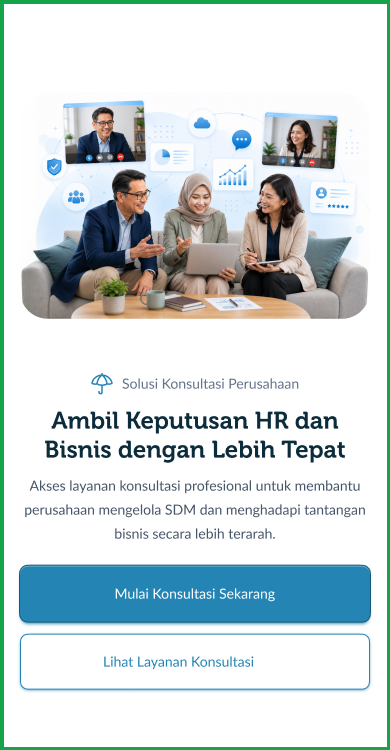 Solusi Konsultasi Perusahaan
Ambil Keputusan HR dan
Bisnis dengan Lebih Tepat
Akses layanan konsultasi profesional untuk membantu
perusahaan mengelola SDM dan menghadapi tantangan
bisnis secara lebih terarah.
Mulai Konsultasi Sekarang
Lihat Layanan Konsultasi